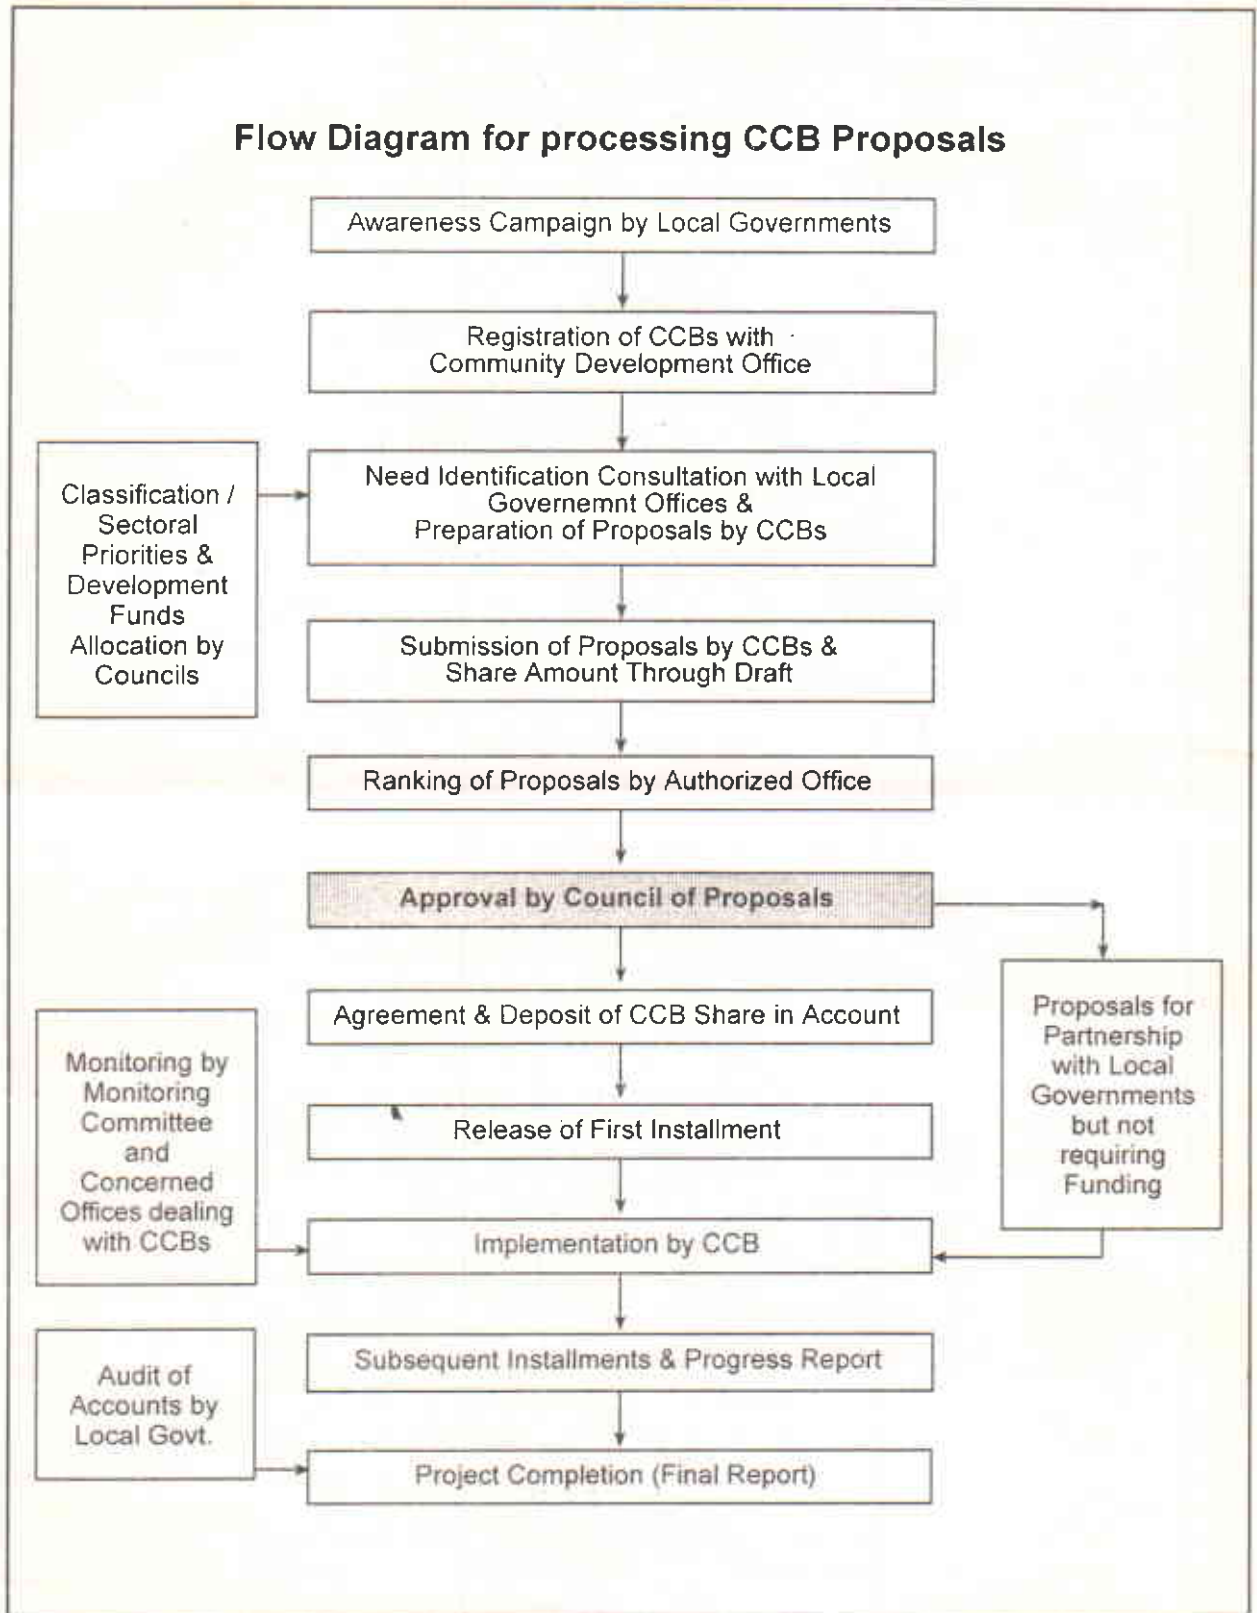 Flow Diagram for processing CCB Proposals
Awareness Campaign by Local Governments
Registration of CCBs with
Community Development Office
Classification /
Sectoral
Priorities &
Development
Funds
Allocation by
Councils
Need Identification Consultation with Local
Governemnt Offices &
Preparation of Proposals by CCBs
Submission of Proposals by CCBs &
Share Amount Through Draft
Ranking of Proposals by Authorized Office
Approval by Council of Proposals
Agreement & Deposit of CCB Share in Account
Proposals for
Partnership
with Local
Governments
but not
requiring
Funding
Monitoring by
Monitoring
Committee
and
Concerned
Offices dealing
with CCBs
Release of First Installment
Implementation by CCB
Subsequent Installments & Progress Report
Audit of
Accounts by
Local Govt.
Project Completion (Final Report)